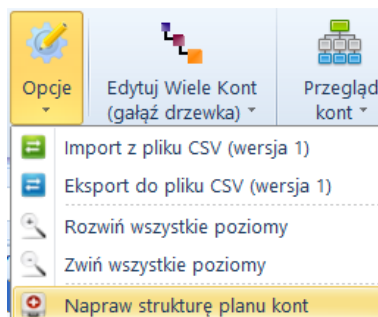 Opcje
Edytuj Wiele Kont
(gałąź drzewka)
Przegląd
kont
Import z pliku CSV (wersja 1)
Eksport do pliku CSV (wersja 1)
Rozwiń wszystkie poziomy
Zwiń wszystkie poziomy
Napraw strukturę planu kont